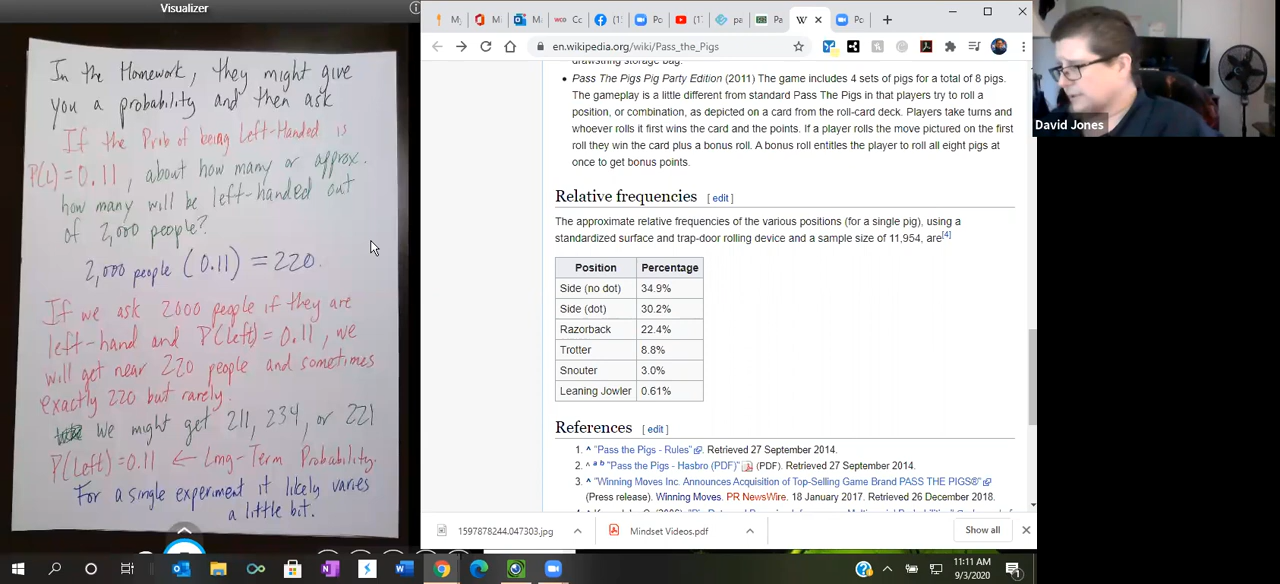 Visualizer
In the Homework, they might give
you a probability and then ask
If the Prob of being Left-Handed is
P(L)=0.11, about how many or approx.
how many will be left-handed out
of 2,000 people?
2,000 people (0.11) = 220.
If we ask 2000 people if they are
left-hand and P(left)=0.11, we
will get near 220 people and sometimes
exactly 220 but rarely.
We might get 211, 234, or 221
P(Left)=0.11 ← Long-Term Probability.
For a single experiment it likely varies
a little bit.
en.wikipedia.org/wiki/Pass_the_Pigs
drawstring storage bag.
• Pass The Pigs Pig Party Edition (2011) The game includes 4 sets of pigs for a total of 8 pigs.
The gameplay is a little different from standard Pass The Pigs in that players try to roll a
position, or combination, as depicted on a card from the roll-card deck. Players take turns and
whoever rolls it first wins the card and the points. If a player rolls the move pictured on the first
roll they win the card plus a bonus roll. A bonus roll entitles the player to roll all eight pigs at
once to get bonus points.
Relative frequencies [ edit ]
The approximate relative frequencies of the various positions (for a single pig), using a
standardized surface and trap-door rolling device and a sample size of 11,954, are[4]
Position Percentage
Side (no dot) 34.9%
Side (dot) 30.2%
Razorback 22.4%
Trotter 8.8%
Snouter 3.0%
Leaning Jowler 0.61%
References [ edit ]
1. ^ "Pass the Pigs - Rules". Retrieved 27 September 2014.
2. ^ a b "Pass the Pigs - Hasbro (PDF)" (PDF). Retrieved 27 September 2014.
3. ^ "Winning Moves Inc. Announces Acquisition of Top-Selling Game Brand PASS THE PIGS®"
(Press release). Winning Moves. PR NewsWire. 18 January 2017. Retrieved 26 December 2018.
1597878244.047303.jpg
Mindset Videos.pdf
Show all
David Jones
11:11 AM
9/3/2020